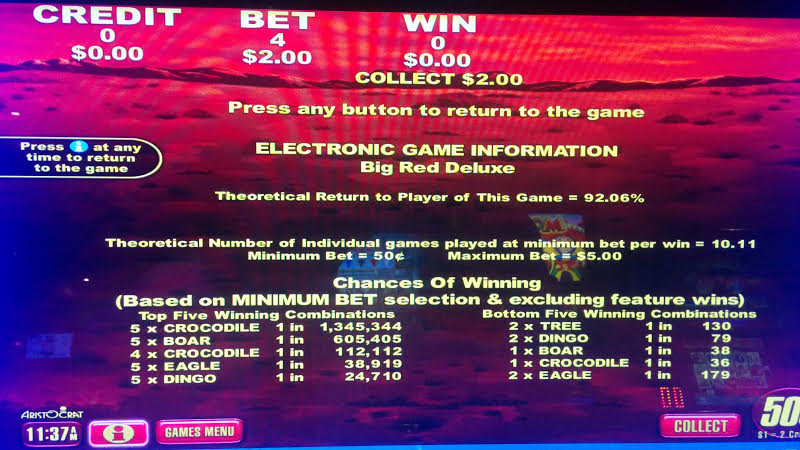 CREDIT BET WIN
0 4 0
$0.00 $2.00 $0.00
COLLECT $2.00
Press any button to return to the game
Press i at any
time to return
to the game
ELECTRONIC GAME INFORMATION
Big Red Deluxe
Theoretical Return to Player of This Game = 92.06%
Theoretical Number of Individual games played at minimum bet per win = 10.11
Minimum Bet = 50¢ Maximum Bet = $5.00
Chances Of Winning
(Based on MINIMUM BET selection & excluding feature wins)
Top Five Winning Combinations Bottom Five Winning Combinations
5 x CROCODILE 1 in 1,345,344 2 x TREE 1 in 130
5 x BOAR 1 in 605,405 2 x DINGO 1 in 79
4 x CROCODILE 1 in 112,112 1 x BOAR 1 in 38
5 x EAGLE 1 in 38,919 1 x CROCODILE 1 in 36
5 x DINGO 1 in 24,710 2 x EAGLE 1 in 179
ARISTOCRAT
11:37AM i GAMES MENU COLLECT 50
$1 = 2 Cr